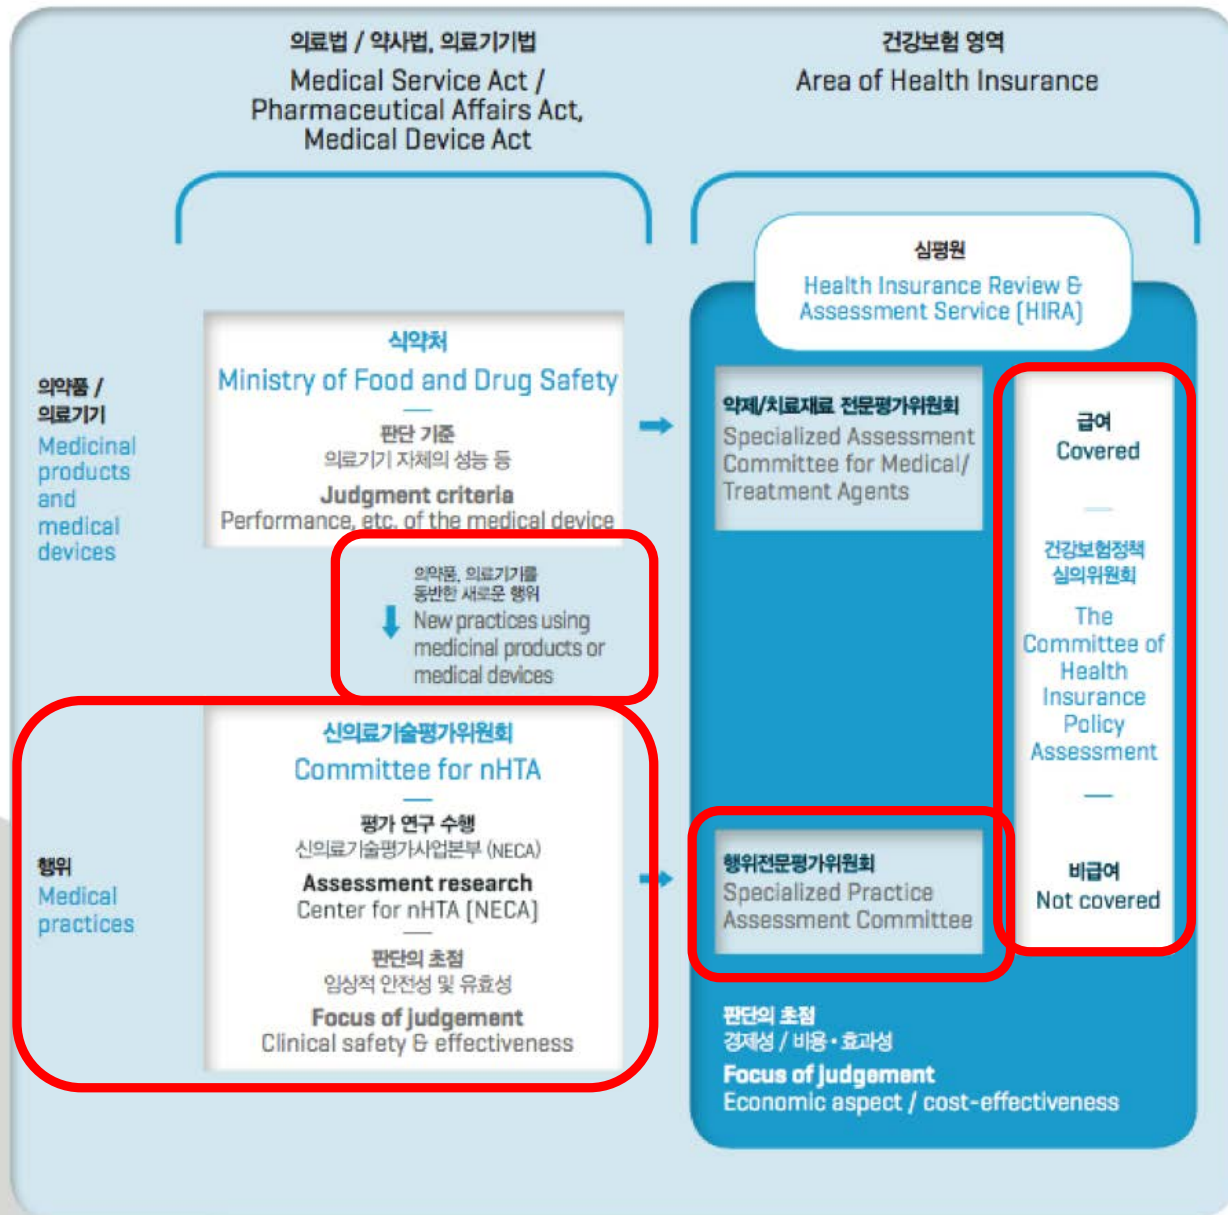 의료법 / 약사법, 의료기기법
Medical Service Act /
Pharmaceutical Affairs Act,
Medical Device Act
건강보험 영역
Area of Health Insurance
심평원
Health Insurance Review &
Assessment Service [HIRA]
의약품 /
의료기기
Medicinal
products
and
medical
devices
식약처
Ministry of Food and Drug Safety
판단 기준
의료기기 자체의 성능 등
Judgment criteria
Performance, etc. of the medical device
약제/치료재료 전문평가위원회
Specialized Assessment
Committee for Medical/
Treatment Agents
급여
Covered
건강보험정책
심의위원회
The
Committee of
Health
Insurance
Policy
Assessment
비급여
Not covered
의약품, 의료기기를
동반한 새로운 행위
New practices using
medicinal products or
medical devices
행위
Medical
practices
신의료기술평가위원회
Committee for nHTA
평가 연구 수행
신의료기술평가사업본부 (NECA)
Assessment research
Center for nHTA [NECA]
판단의 초점
임상적 안전성 및 유효성
Focus of judgement
Clinical safety & effectiveness
행위전문평가위원회
Specialized Practice
Assessment Committee
판단의 초점
경제성 / 비용·효과성
Focus of judgement
Economic aspect / cost-effectiveness